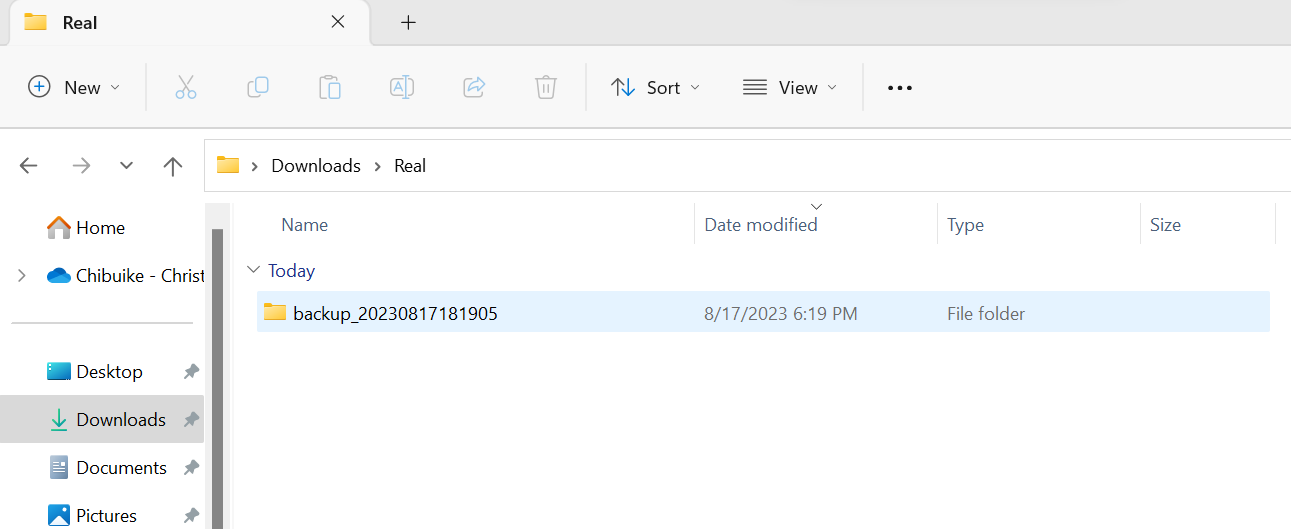 Real
New
Sort
View
Downloads
Real
Home
Chibuike - Christ
Desktop
Downloads
Documents
Pictures
Name
Date modified
Type
Size
Today
backup_20230817181905
8/17/2023 6:19 PM
File folder